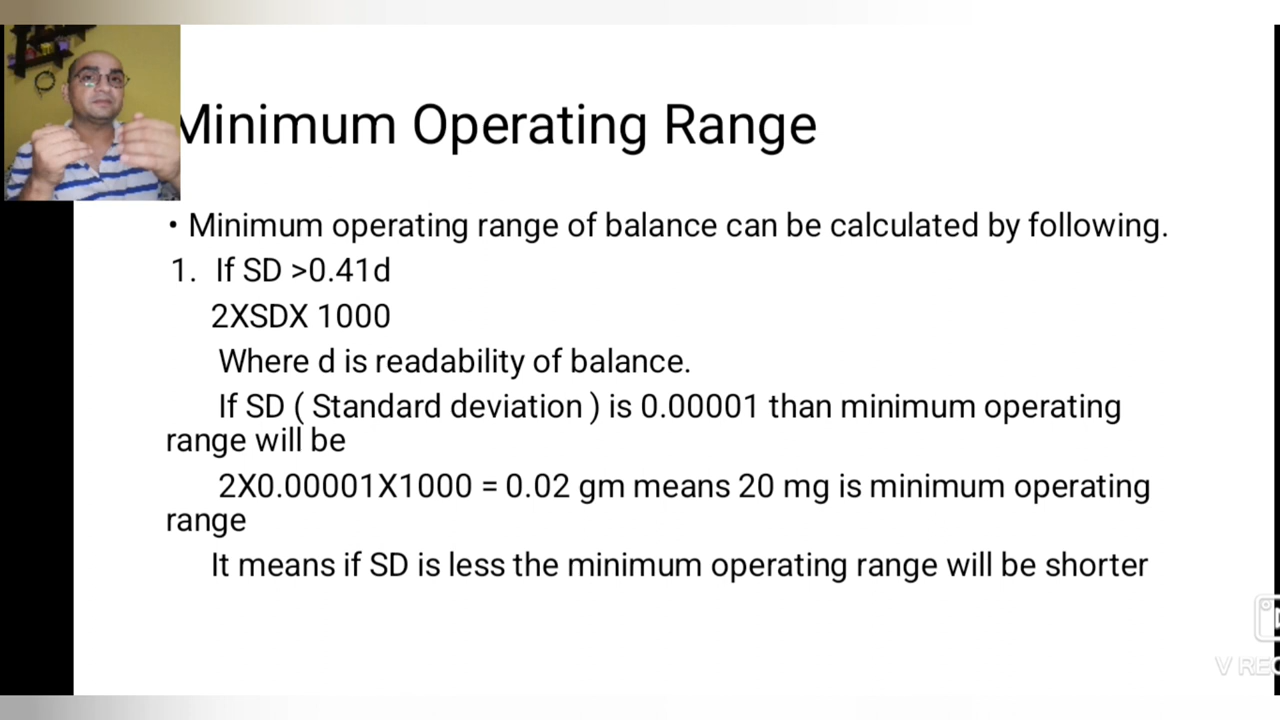 Minimum Operating Range
• Minimum operating range of balance can be calculated by following.
1. If SD >0.41d
2XSDX 1000
Where d is readability of balance.
If SD ( Standard deviation ) is 0.00001 than minimum operating
range will be
2X0.00001X1000 = 0.02 gm means 20 mg is minimum operating
range
It means if SD is less the minimum operating range will be shorter
V REC